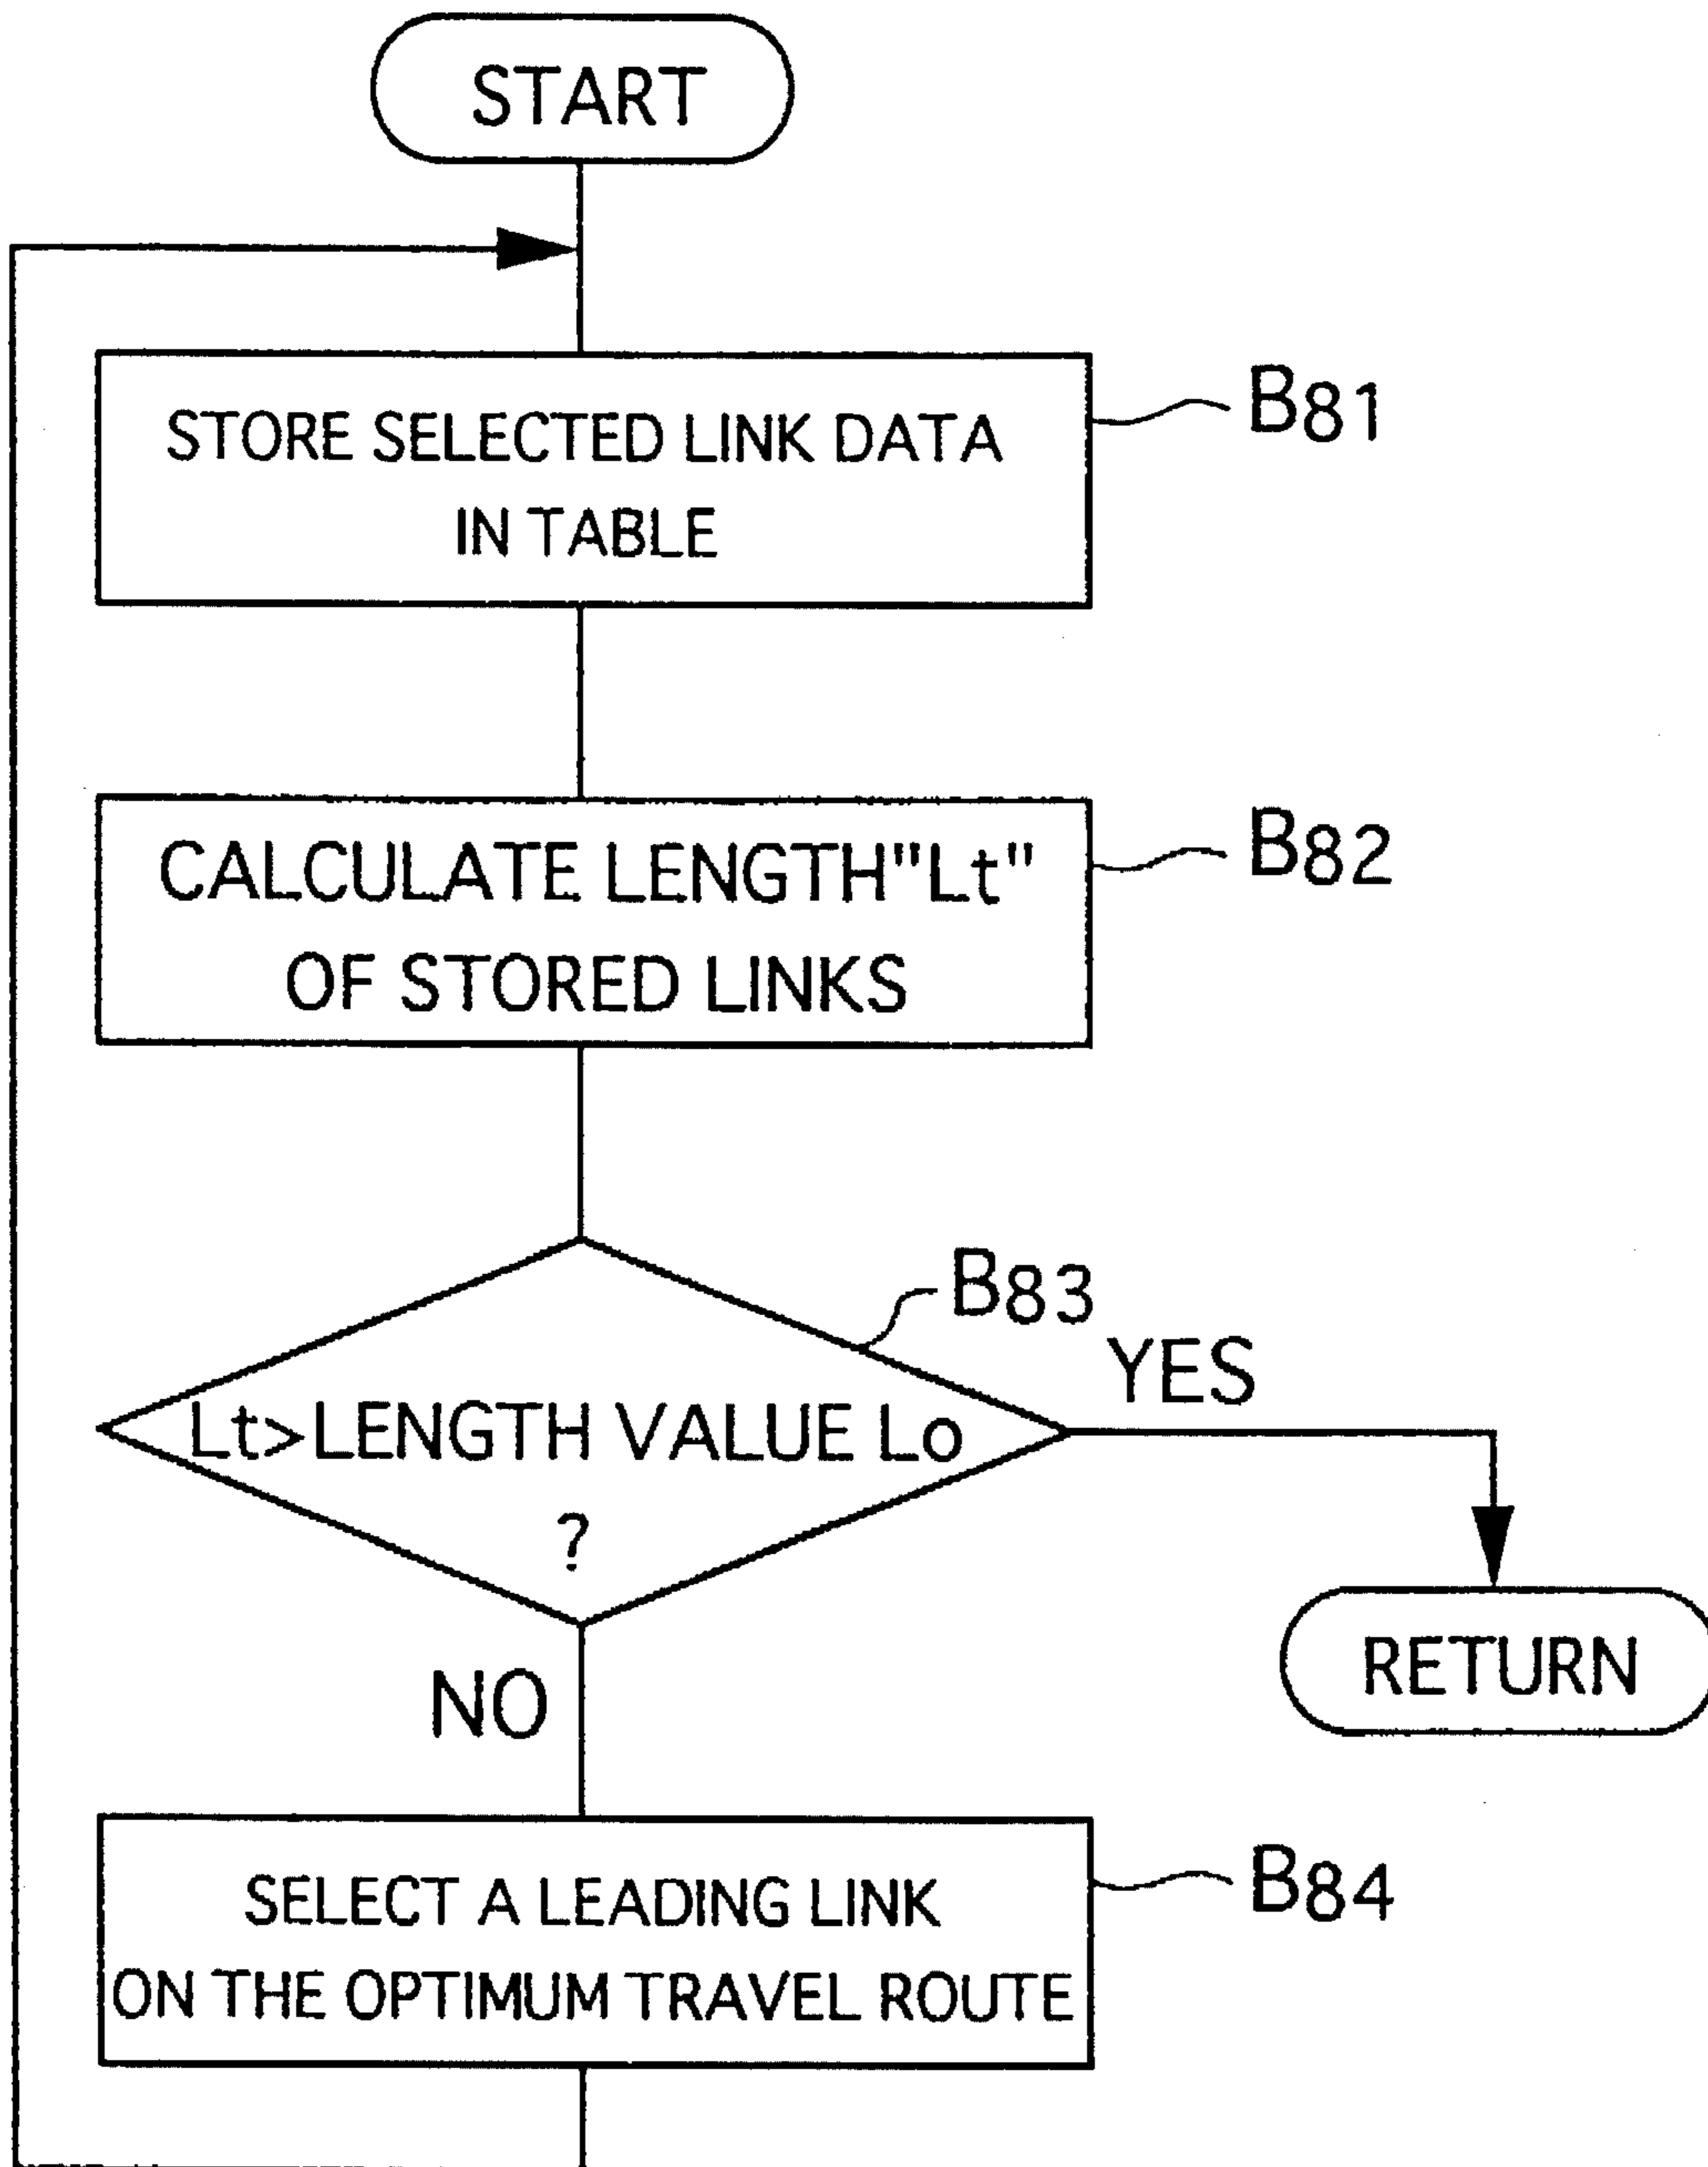 START
STORE SELECTED LINK DATA
IN TABLE
B81
CALCULATE LENGTH"Lt"
OF STORED LINKS
B82
B83
Lt>LENGTH VALUE Lo
?
YES
RETURN
NO
SELECT A LEADING LINK
ON THE OPTIMUM TRAVEL ROUTE
B84